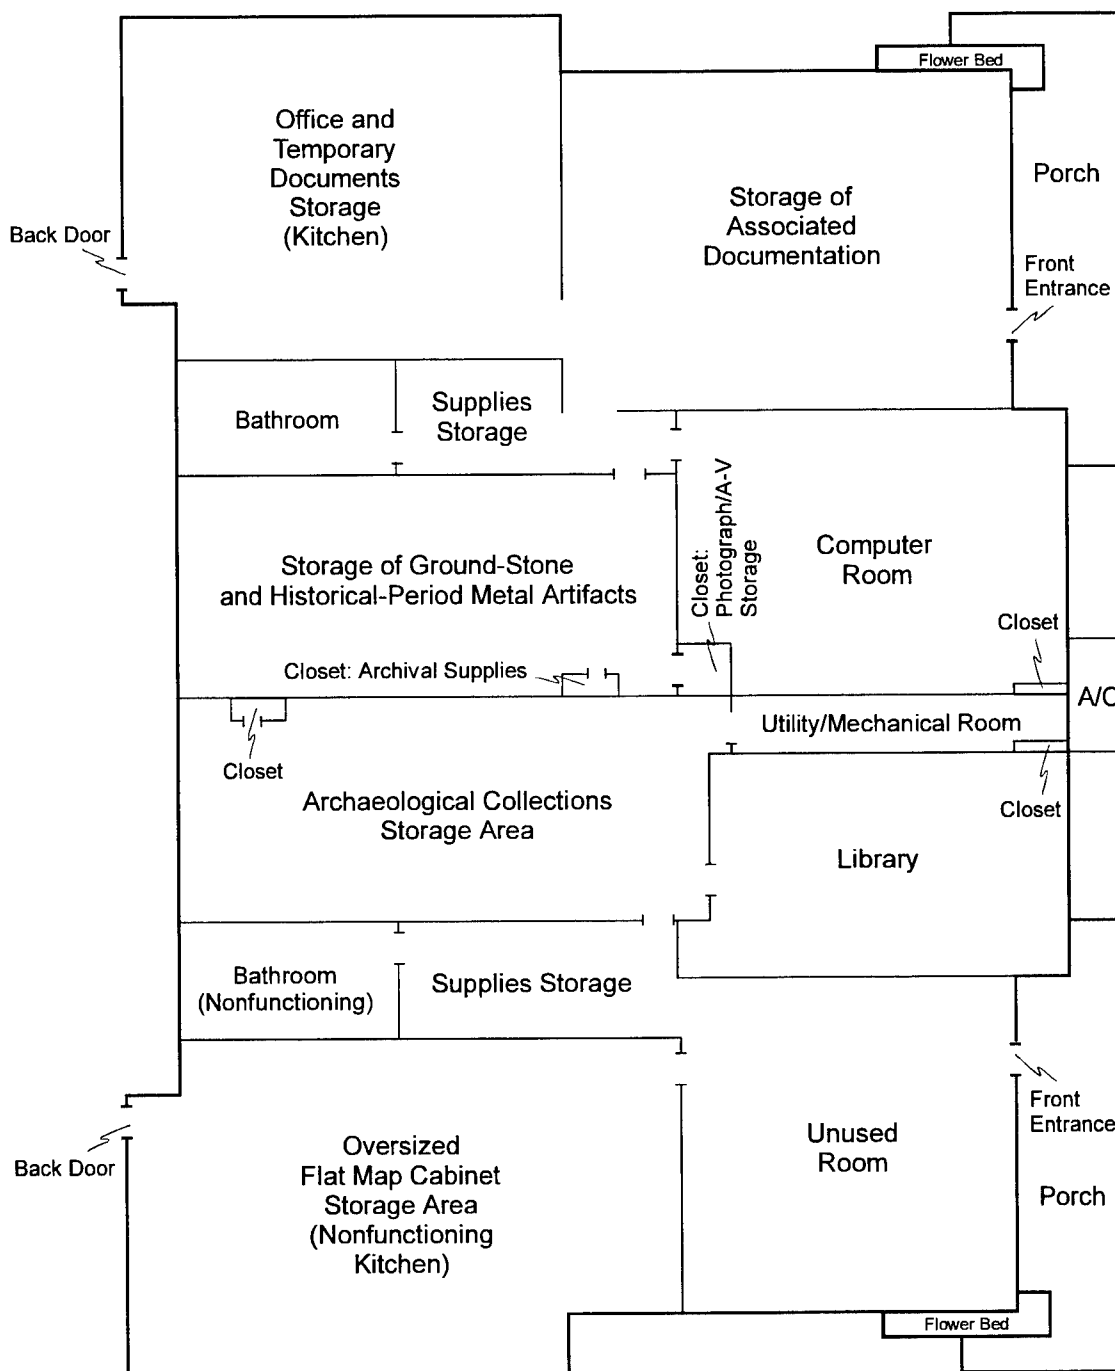 Flower Bed
Office and
Temporary
Documents
Storage
(Kitchen)
Porch
Storage of
Associated
Documentation
Back Door
Front
Entrance
Bathroom
Supplies
Storage
Closet:
Photograph/A-V
Storage
Computer
Room
Storage of Ground-Stone
and Historical-Period Metal Artifacts
Closet
Closet: Archival Supplies
A/C
Utility/Mechanical Room
Closet
Closet
Archaeological Collections
Storage Area
Library
Bathroom
(Nonfunctioning)
Supplies Storage
Front
Entrance
Unused
Room
Back Door
Oversized
Flat Map Cabinet
Storage Area
(Nonfunctioning
Kitchen)
Porch
Flower Bed